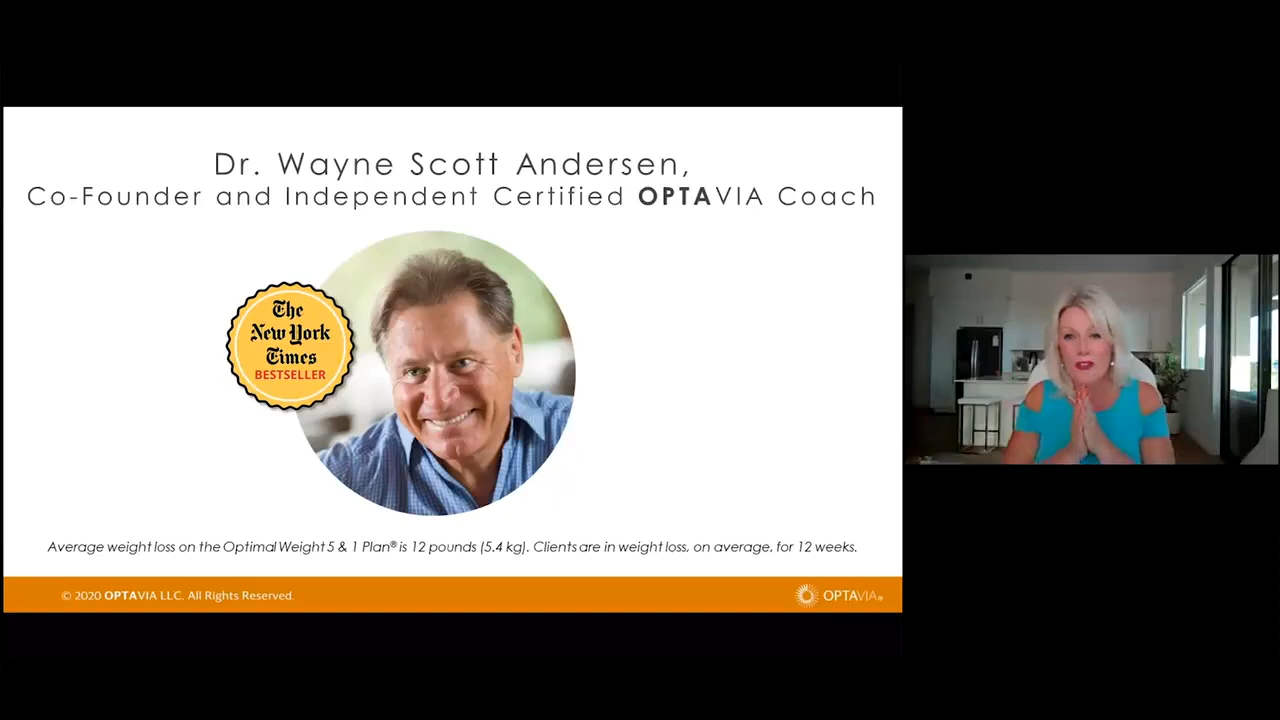 Dr. Wayne Scott Andersen,
Co-Founder and Independent Certified OPTAVIA Coach
The
New York
Times
BESTSELLER
Average weight loss on the Optimal Weight 5 & 1 Plan® is 12 pounds (5.4 kg). Clients are in weight loss, on average, for 12 weeks.
© 2020 OPTAVIA LLC. All Rights Reserved.
OPTAVIA